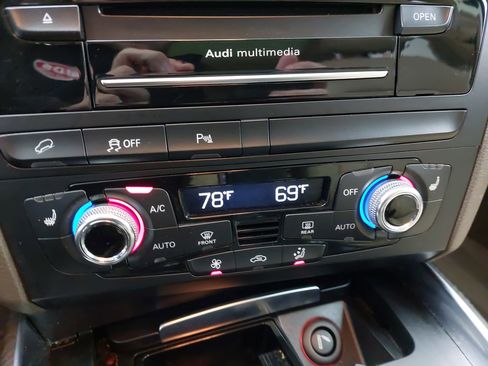 OPEN
Audi multimedia
OFF
P
A/C
78°F
69°F
OFF
AUTO
FRONT
REAR
AUTO